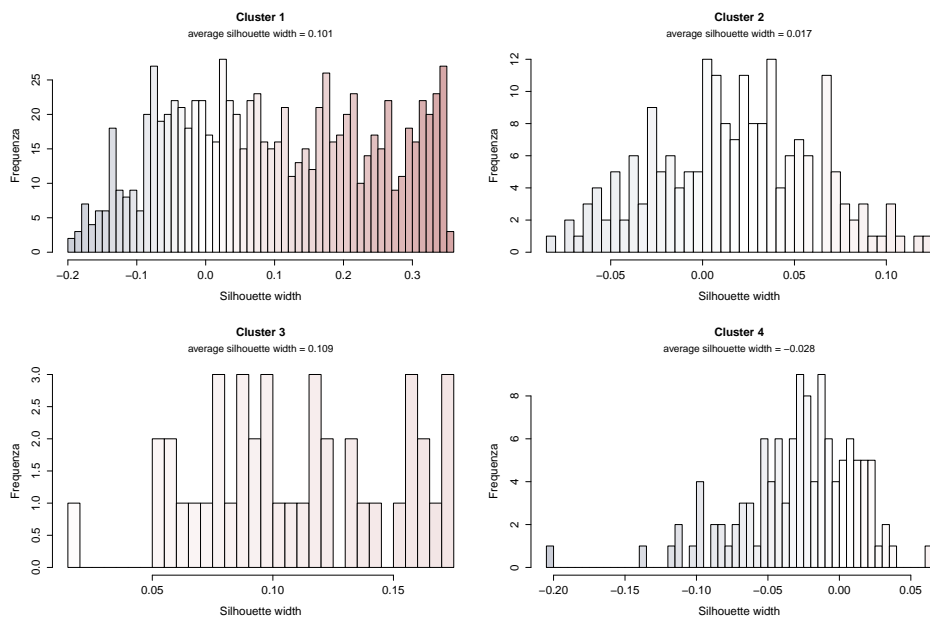 Cluster 1
average silhouette width = 0.101
Frequenza
0
5
10
15
20
25
−0.2
−0.1
0.0
0.1
0.2
0.3
Silhouette width
Cluster 2
average silhouette width = 0.017
Frequenza
0
2
4
6
8
10
12
−0.05
0.00
0.05
0.10
Silhouette width
Cluster 3
average silhouette width = 0.109
Frequenza
0.0
0.5
1.0
1.5
2.0
2.5
3.0
0.05
0.10
0.15
Silhouette width
Cluster 4
average silhouette width = −0.028
Frequenza
0
2
4
6
8
−0.20
−0.15
−0.10
−0.05
0.00
0.05
Silhouette width